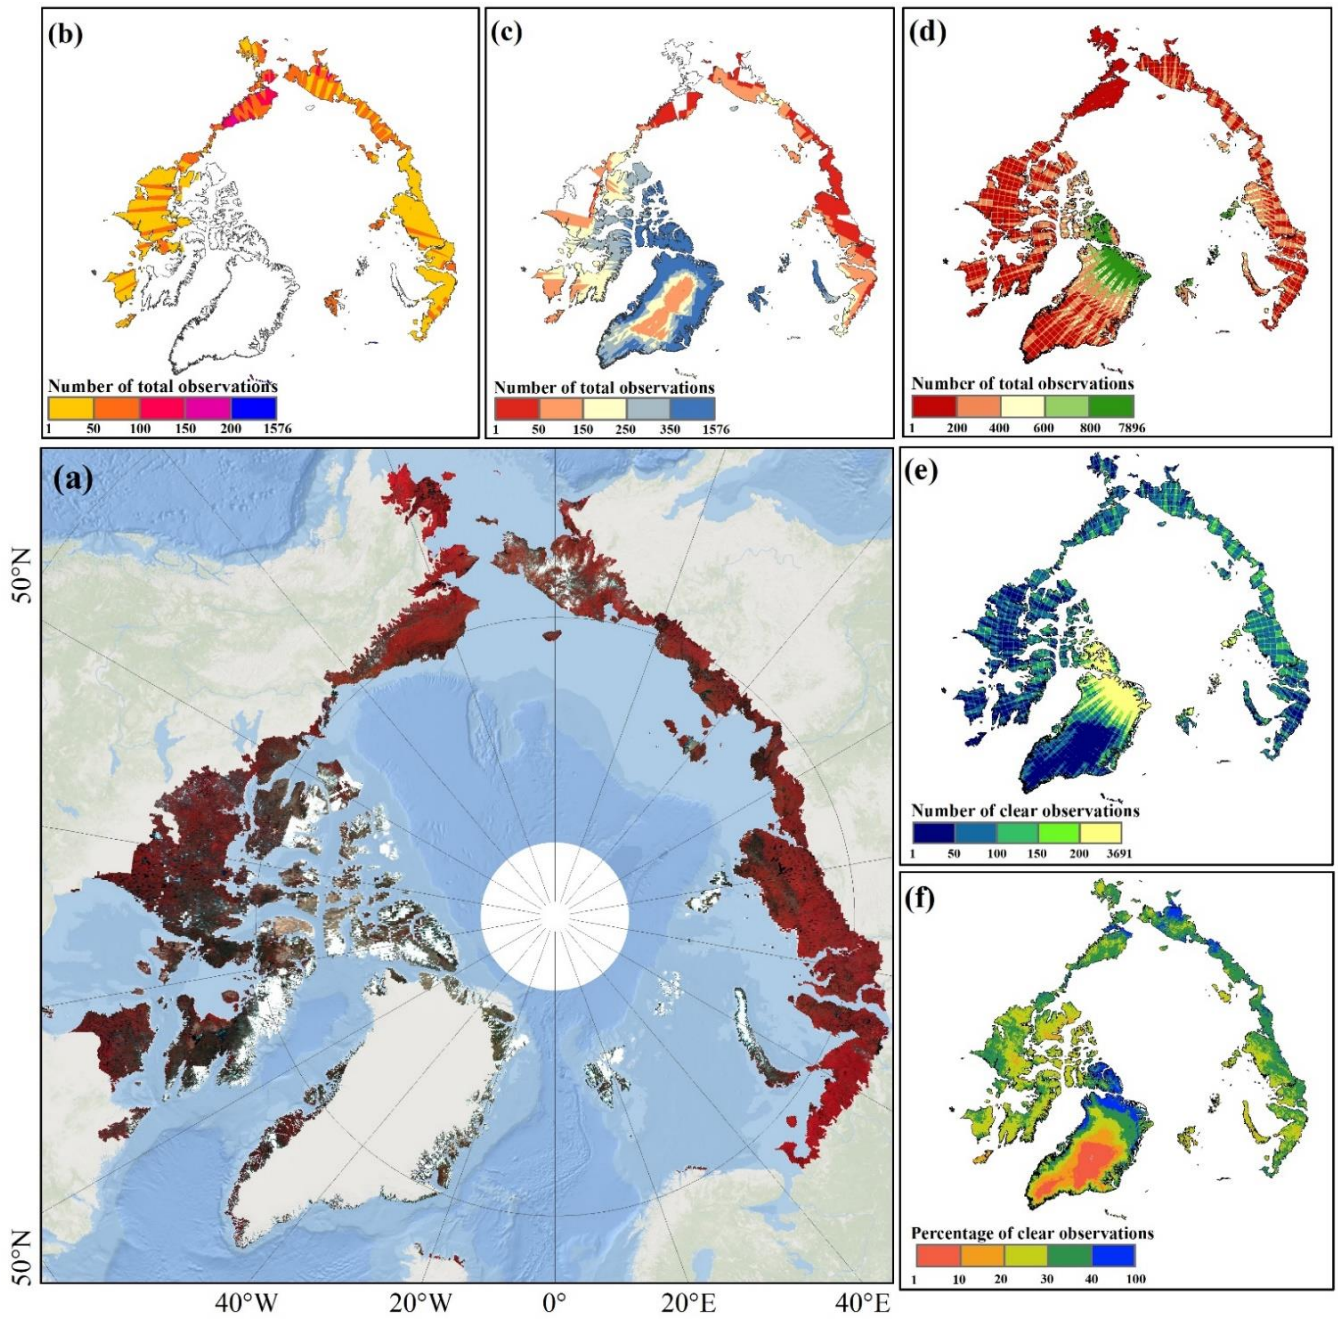 (b)
Number of total observations
1 50 100 150 200 1576
(c)
Number of total observations
1 50 150 250 350 1576
(d)
Number of total observations
1 200 400 600 800 7896
(a)
50°N
50°N
40°W 20°W 0° 20°E 40°E
(e)
Number of clear observations
1 50 100 150 200 3691
(f)
Percentage of clear observations
1 10 20 30 40 100